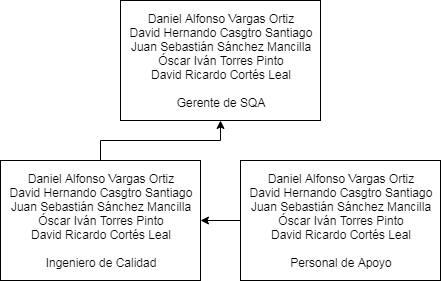 Daniel Alfonso Vargas Ortiz
David Hernando Casgtro Santiago
Juan Sebastián Sánchez Mancilla
Óscar Iván Torres Pinto
David Ricardo Cortés Leal
Gerente de SQA
Daniel Alfonso Vargas Ortiz
David Hernando Casgtro Santiago
Juan Sebastián Sánchez Mancilla
Óscar Iván Torres Pinto
David Ricardo Cortés Leal
Ingeniero de Calidad
Daniel Alfonso Vargas Ortiz
David Hernando Casgtro Santiago
Juan Sebastián Sánchez Mancilla
Óscar Iván Torres Pinto
David Ricardo Cortés Leal
Personal de Apoyo